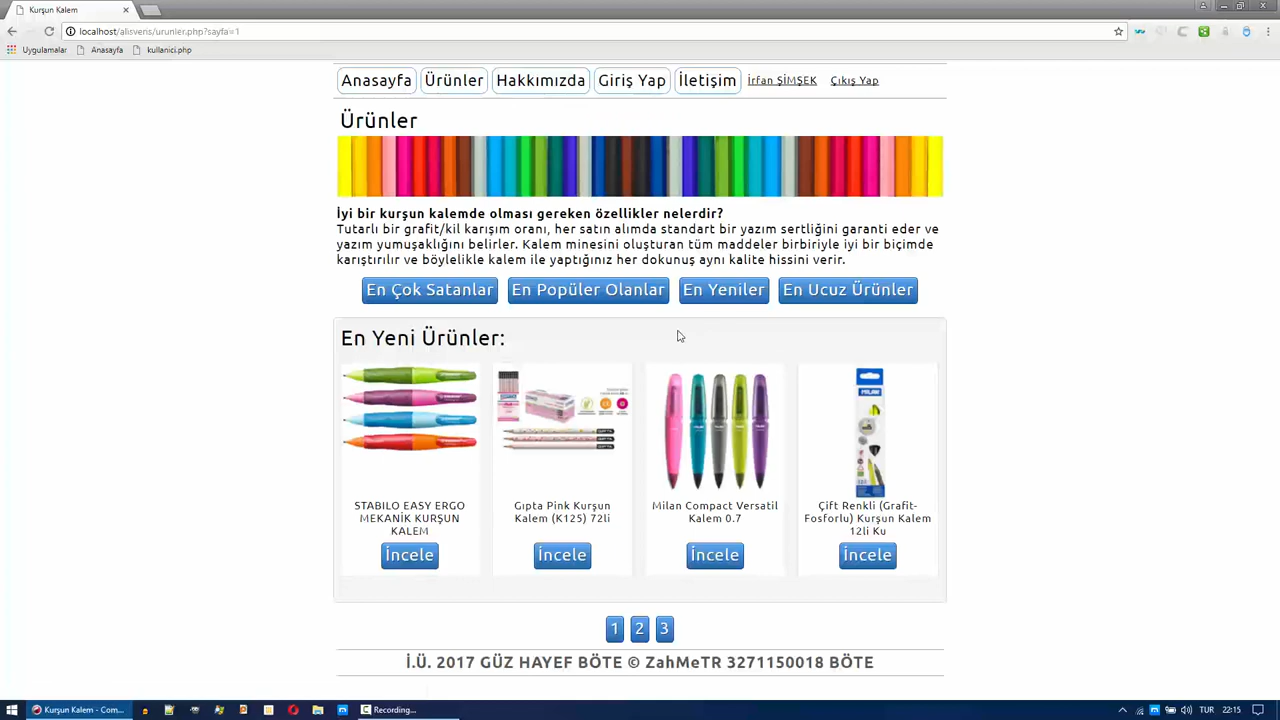 Kurşun Kalem
localhost/alisveris/urunler.php?sayfa=1
Uygulamalar Anasayfa kullanici.php
Anasayfa Ürünler Hakkımızda Giriş Yap İletişim İrfan ŞİMŞEK Çıkış Yap
Ürünler
İyi bir kurşun kalemde olması gereken özellikler nelerdir?
Tutarlı bir grafit/kil karışım oranı, her satın alımda standart bir yazım sertliğini garanti eder ve
yazım yumuşaklığını belirler. Kalem minesini oluşturan tüm maddeler birbiriyle iyi bir biçimde
karıştırılır ve böylelikle kalem ile yaptığınız her dokunuş aynı kalite hissini verir.
En Çok Satanlar En Popüler Olanlar En Yeniler En Ucuz Ürünler
En Yeni Ürünler:
MILAN
STABILO EASY ERGO
MEKANİK KURŞUN
KALEM
Gıpta Pink Kurşun
Kalem (K125) 72li
Milan Compact Versatil
Kalem 0.7
Çift Renkli (Grafit-
Fosforlu) Kurşun Kalem
12li Ku
İncele İncele İncele İncele
1 2 3
İ.Ü. 2017 GÜZ HAYEF BÖTE © ZahMeTR 3271150018 BÖTE
Kurşun Kalem - Com... Recording... TUR 22:15